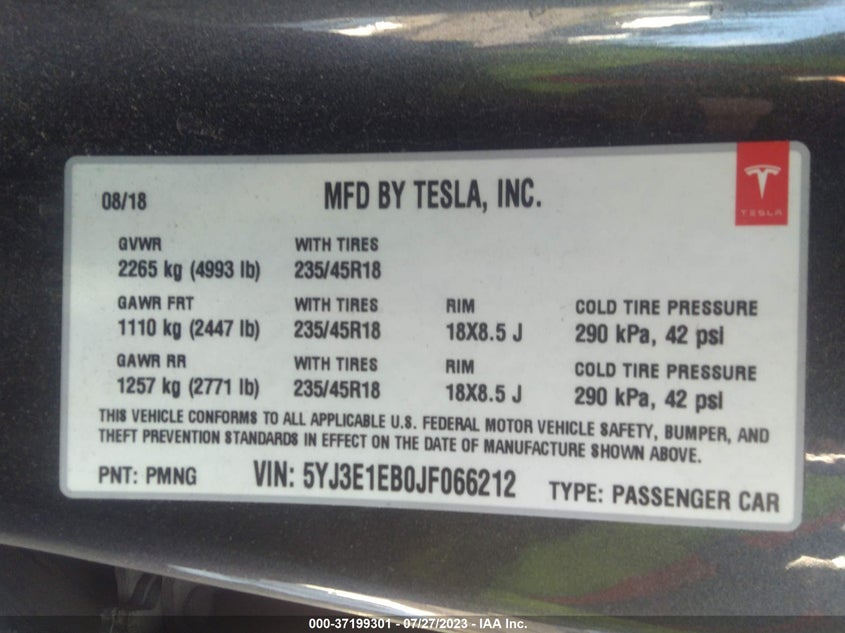 08/18 MFD BY TESLA, INC.
TESLA
GVWR WITH TIRES
2265 kg (4993 lb) 235/45R18
GAWR FRT WITH TIRES RIM COLD TIRE PRESSURE
1110 kg (2447 lb) 235/45R18 18X8.5 J 290 kPa, 42 psi
GAWR RR WITH TIRES RIM COLD TIRE PRESSURE
1257 kg (2771 lb) 235/45R18 18X8.5 J 290 kPa, 42 psi
THIS VEHICLE CONFORMS TO ALL APPLICABLE U.S. FEDERAL MOTOR VEHICLE SAFETY, BUMPER, AND
THEFT PREVENTION STANDARDS IN EFFECT ON THE DATE OF MANUFACTURE SHOWN ABOVE.
PNT: PMNG VIN: 5YJ3E1EB0JF066212 TYPE: PASSENGER CAR
000-37199301 - 07/27/2023 - IAA Inc.